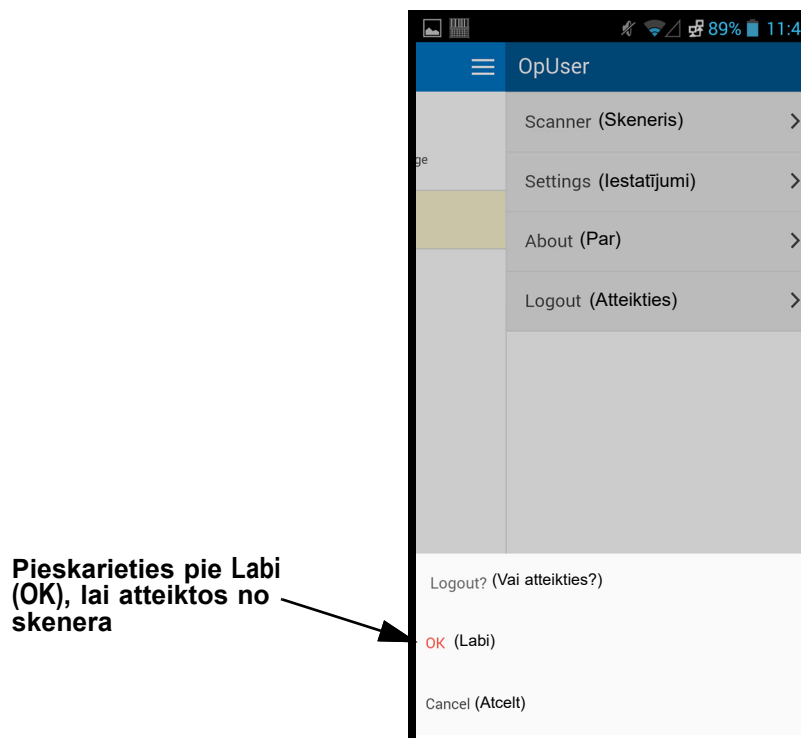 89% 11:4
OpUser
Scanner (Skeneris)
ge
Settings (Iestatījumi)
About (Par)
Logout (Atteikties)
Pieskarieties pie Labi
(OK), lai atteiktos no
skenera
Logout? (Vai atteikties?)
OK (Labi)
Cancel (Atcelt)